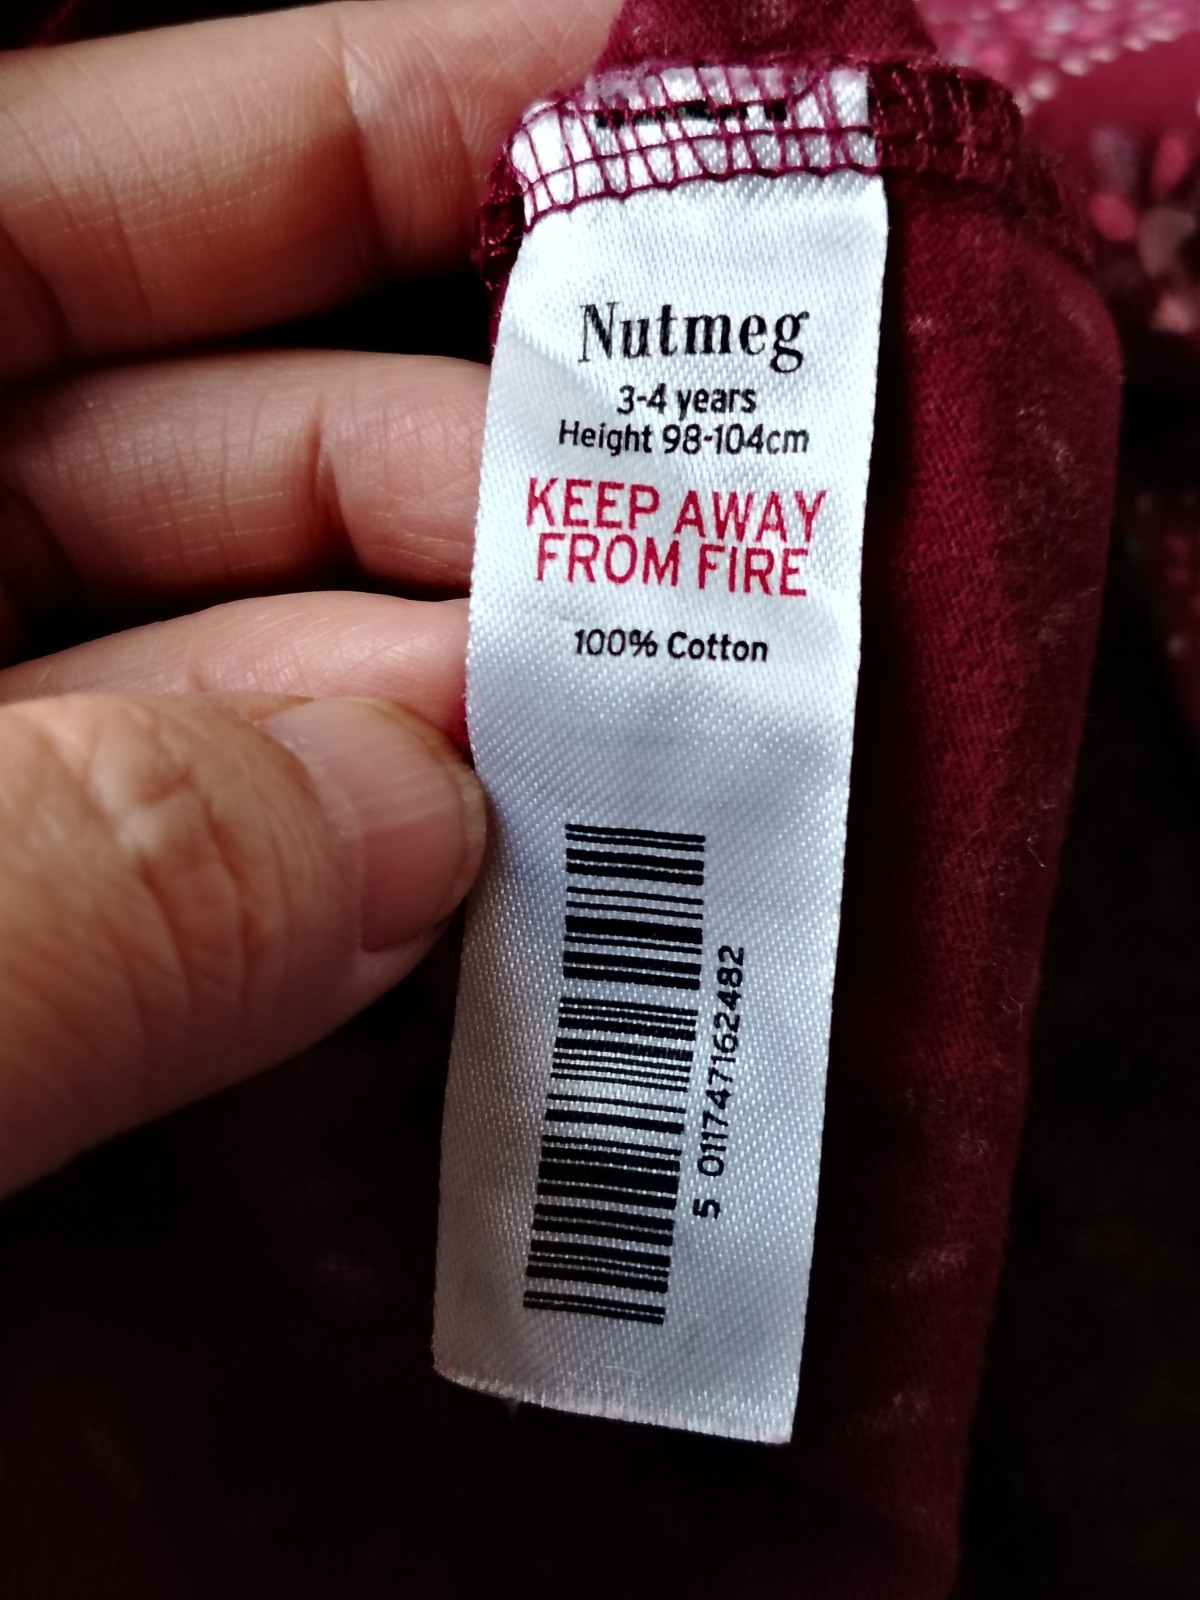 Nutmeg
3-4 years
Height 98-104cm
KEEP AWAY
FROM FIRE
100% Cotton
5 011747162482